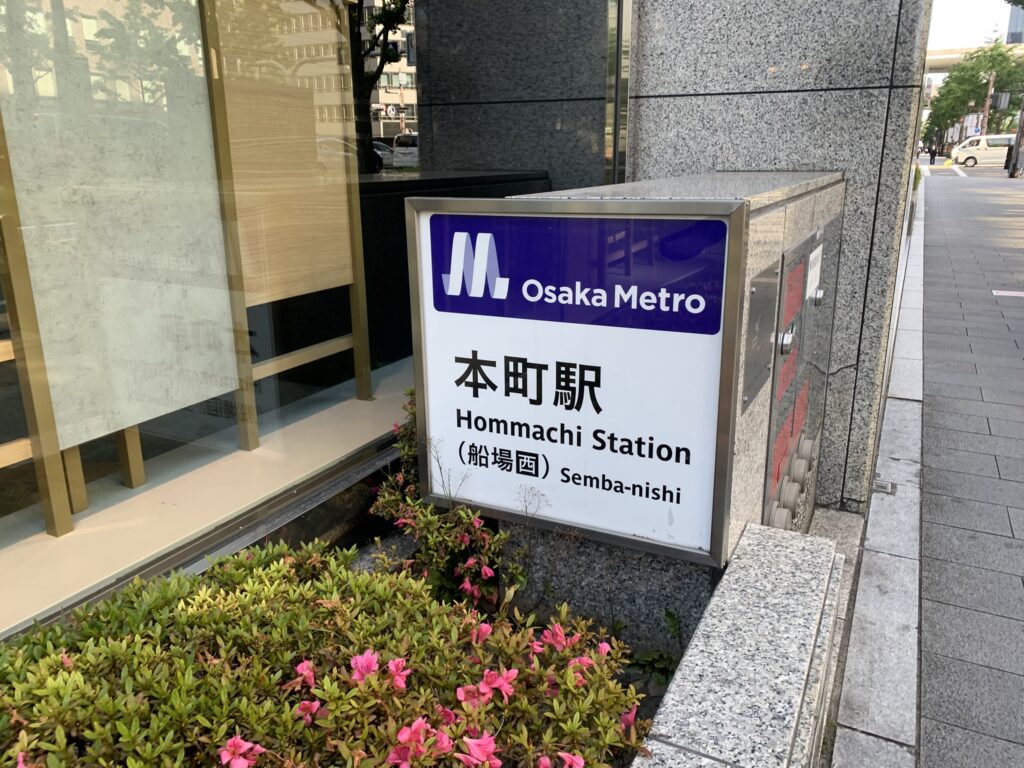 Osaka Metro
本町駅
Hommachi Station
(船場西) Semba-nishi